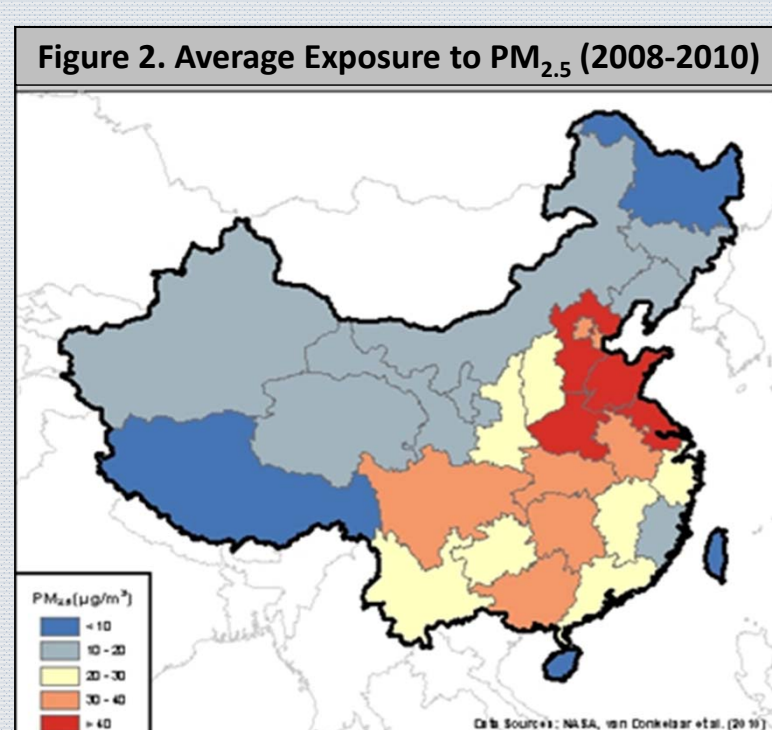 Figure 2. Average Exposure to PM2.5 (2008-2010)
PM2.5(µg/m³)
<10
10 - 20
20 - 30
30 - 40
> 40
Data Sources: NASA, van Donkelaar et al. (2010)